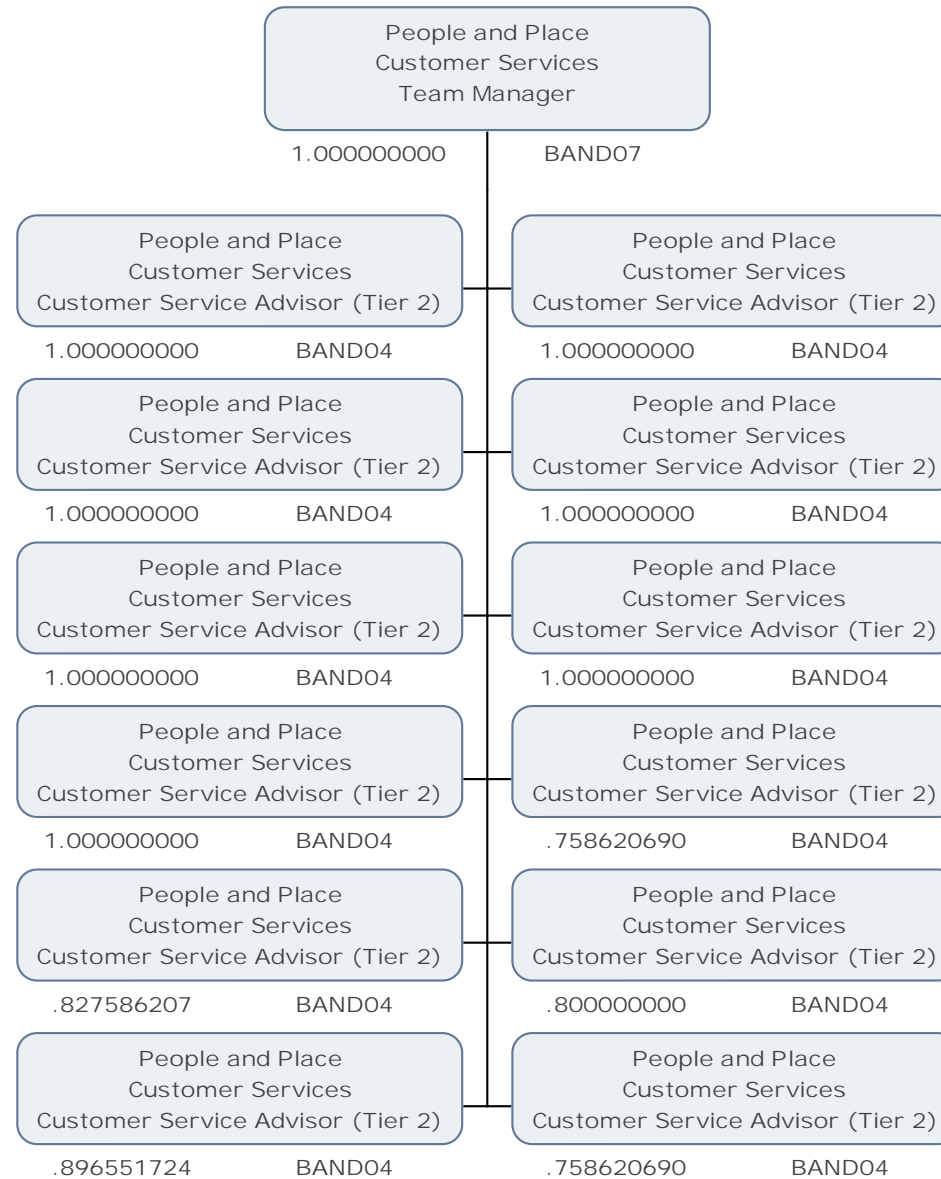 People and Place
Customer Services
Team Manager
1.000000000 BAND07
People and Place
Customer Services
Customer Service Advisor (Tier 2)
1.000000000 BAND04
People and Place
Customer Services
Customer Service Advisor (Tier 2)
1.000000000 BAND04
People and Place
Customer Services
Customer Service Advisor (Tier 2)
1.000000000 BAND04
People and Place
Customer Services
Customer Service Advisor (Tier 2)
1.000000000 BAND04
People and Place
Customer Services
Customer Service Advisor (Tier 2)
1.000000000 BAND04
People and Place
Customer Services
Customer Service Advisor (Tier 2)
1.000000000 BAND04
People and Place
Customer Services
Customer Service Advisor (Tier 2)
1.000000000 BAND04
People and Place
Customer Services
Customer Service Advisor (Tier 2)
.758620690 BAND04
People and Place
Customer Services
Customer Service Advisor (Tier 2)
.827586207 BAND04
People and Place
Customer Services
Customer Service Advisor (Tier 2)
.800000000 BAND04
People and Place
Customer Services
Customer Service Advisor (Tier 2)
.896551724 BAND04
People and Place
Customer Services
Customer Service Advisor (Tier 2)
.758620690 BAND04